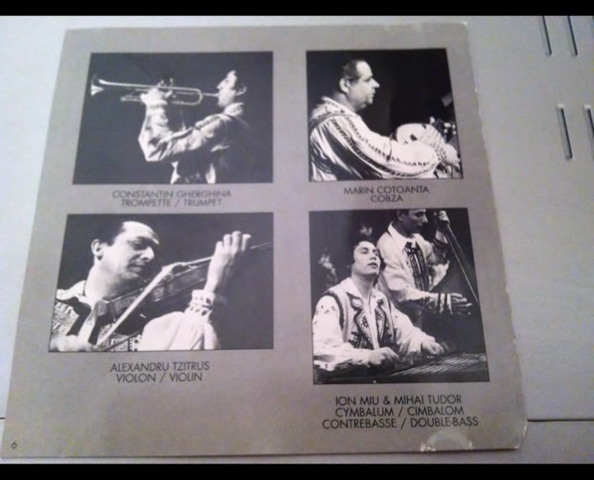 CONSTANTIN GHERGHINA
TROMPETTE / TRUMPET
MARIN COTOANTA
COBZA
ALEXANDRU TZITRUS
VIOLON / VIOLIN
ION MIU & MIHAI TUDOR
CYMBALUM / CIMBALOM
CONTREBASSE / DOUBLE-BASS
6